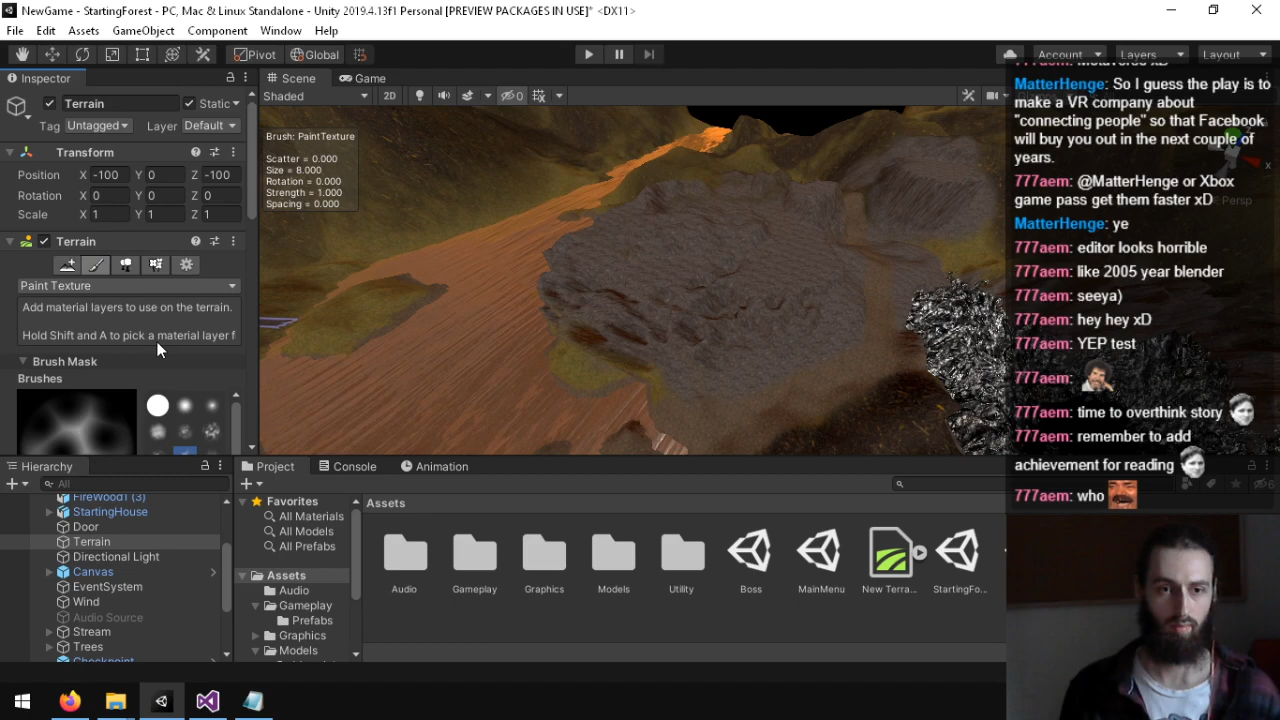 NewGame - StartingForest - PC, Mac & Linux Standalone - Unity 2019.4.13f1 Personal [PREVIEW PACKAGES IN USE]* <DX11>
File Edit Assets GameObject Component Window Help
Pivot Global Account Layers Layout
Inspector
Scene Game
Shaded 2D 0
Terrain Static
Tag Untagged Layer Default
Transform
Position X -100 Y 0 Z -100
Rotation X 0 Y 0 Z 0
Scale X 1 Y 1 Z 1
Terrain
Paint Texture
Add material layers to use on the terrain.
Hold Shift and A to pick a material layer f
Brush Mask
Brushes
Brush: PaintTexture
Scatter = 0.000
Size = 8.000
Rotation = 0.000
Strength = 1.000
Spacing = 0.000
MatterHenge: So I guess the play is to
make a VR company about
"connecting people" so that Facebook
will buy you out in the next couple of
years.
777aem: @MatterHenge or Xbox
game pass get them faster xD
MatterHenge: ye
777aem: editor looks horrible
777aem: like 2005 year blender
777aem: seeya)
777aem: hey hey xD
777aem: YEP test
777aem:
777aem: time to overthink story
777aem: remember to add
achievement for reading
777aem: who
Hierarchy
All
FireWood1 (3)
StartingHouse
Door
Terrain
Directional Light
Canvas
EventSystem
Wind
Audio Source
Stream
Trees
Checkpoint
Project Console Animation
Favorites
All Materials
All Models
All Prefabs
Assets
Audio
Gameplay
Prefabs
Graphics
Models
Assets
Audio Gameplay Graphics Models Utility Boss MainMenu New Terra... StartingFo...